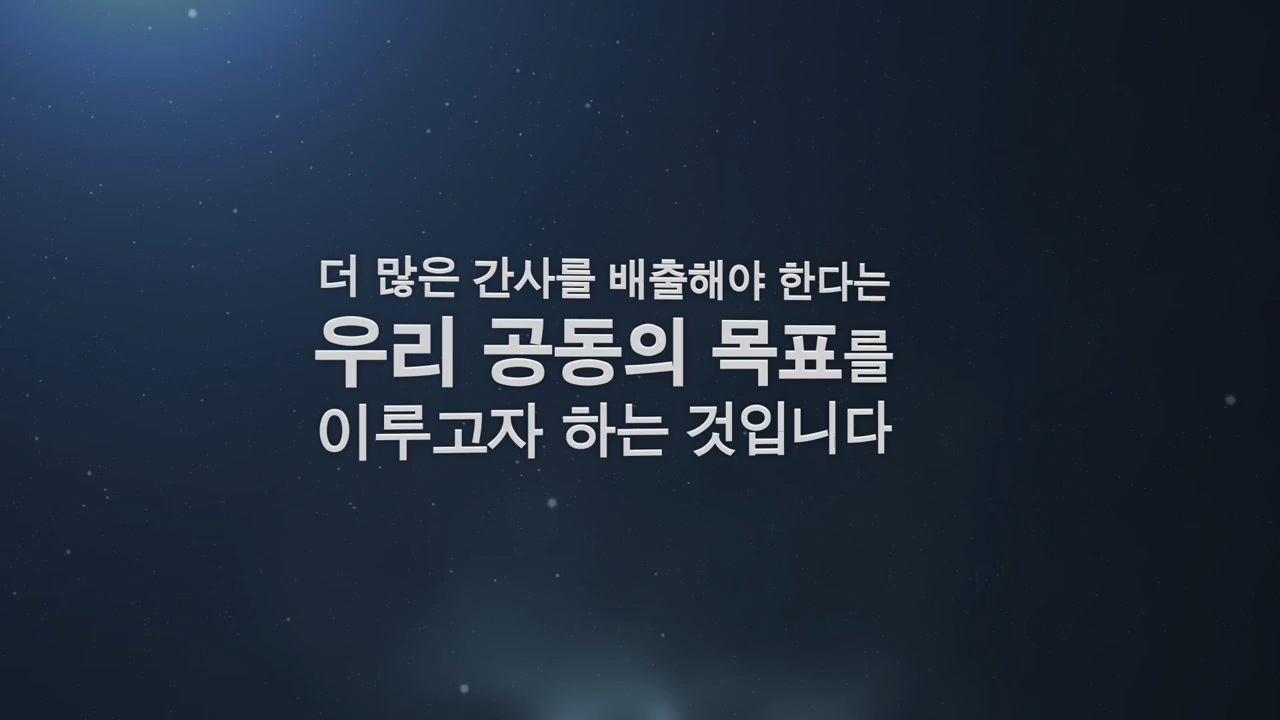 더 많은 간사를 배출해야 한다는
우리 공동의 목표를
이루고자 하는 것입니다